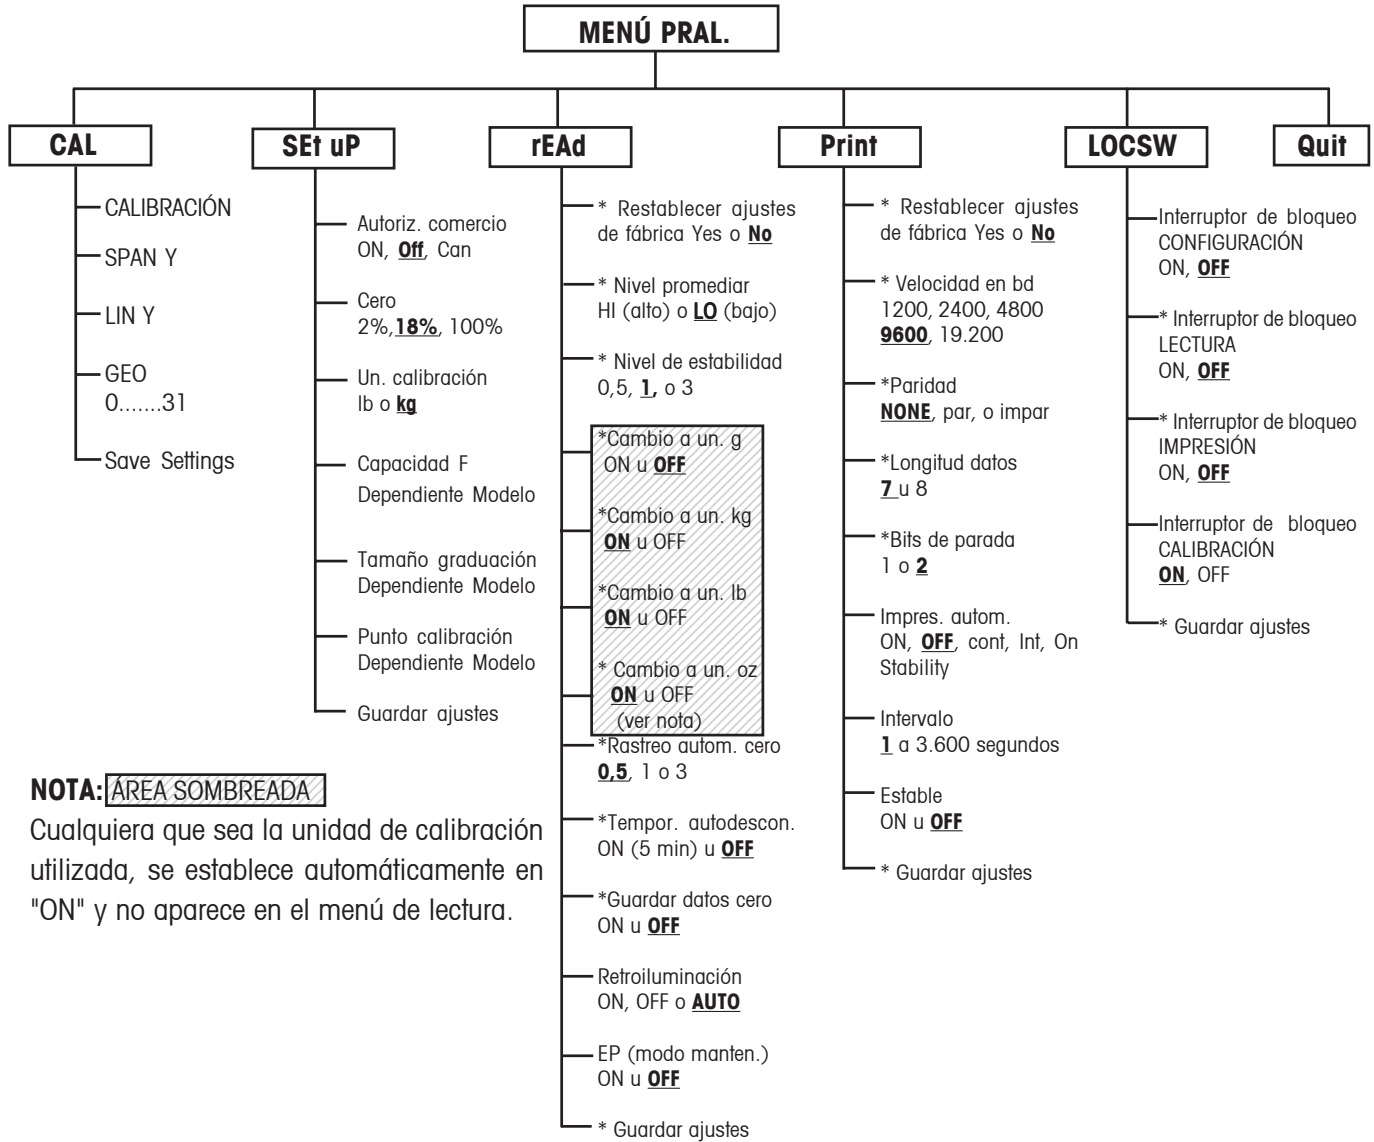 MENÚ PRAL.
CAL
CALIBRACIÓN
SPAN Y
LIN Y
GEO
0.......31
Save Settings
SEt uP
Autoriz. comercio
ON, Off, Can
Cero
2%,18%, 100%
Un. calibración
lb o kg
Capacidad F
Dependiente Modelo
Tamaño graduación
Dependiente Modelo
Punto calibración
Dependiente Modelo
Guardar ajustes
rEAd
* Restablecer ajustes
de fábrica Yes o No
* Nivel promediar
HI (alto) o LO (bajo)
* Nivel de estabilidad
0,5, 1, o 3
*Cambio a un. g
ON u OFF
*Cambio a un. kg
ON u OFF
*Cambio a un. lb
ON u OFF
* Cambio a un. oz
ON u OFF
(ver nota)
*Rastreo autom. cero
0,5, 1 o 3
*Tempor. autodescon.
ON (5 min) u OFF
*Guardar datos cero
ON u OFF
Retroiluminación
ON, OFF o AUTO
EP (modo manten.)
ON u OFF
* Guardar ajustes
Print
* Restablecer ajustes
de fábrica Yes o No
* Velocidad en bd
1200, 2400, 4800
9600, 19.200
*Paridad
NONE, par, o impar
*Longitud datos
7 u 8
*Bits de parada
1 o 2
Impres. autom.
ON, OFF, cont, Int, On
Stability
Intervalo
1 a 3.600 segundos
Estable
ON u OFF
* Guardar ajustes
LOCSW
Interruptor de bloqueo
CONFIGURACIÓN
ON, OFF
* Interruptor de bloqueo
LECTURA
ON, OFF
* Interruptor de bloqueo
IMPRESIÓN
ON, OFF
Interruptor de bloqueo
CALIBRACIÓN
ON, OFF
* Guardar ajustes
Quit
NOTA: ÁREA SOMBREADA
Cualquiera que sea la unidad de calibración
utilizada, se establece automáticamente en
"ON" y no aparece en el menú de lectura.